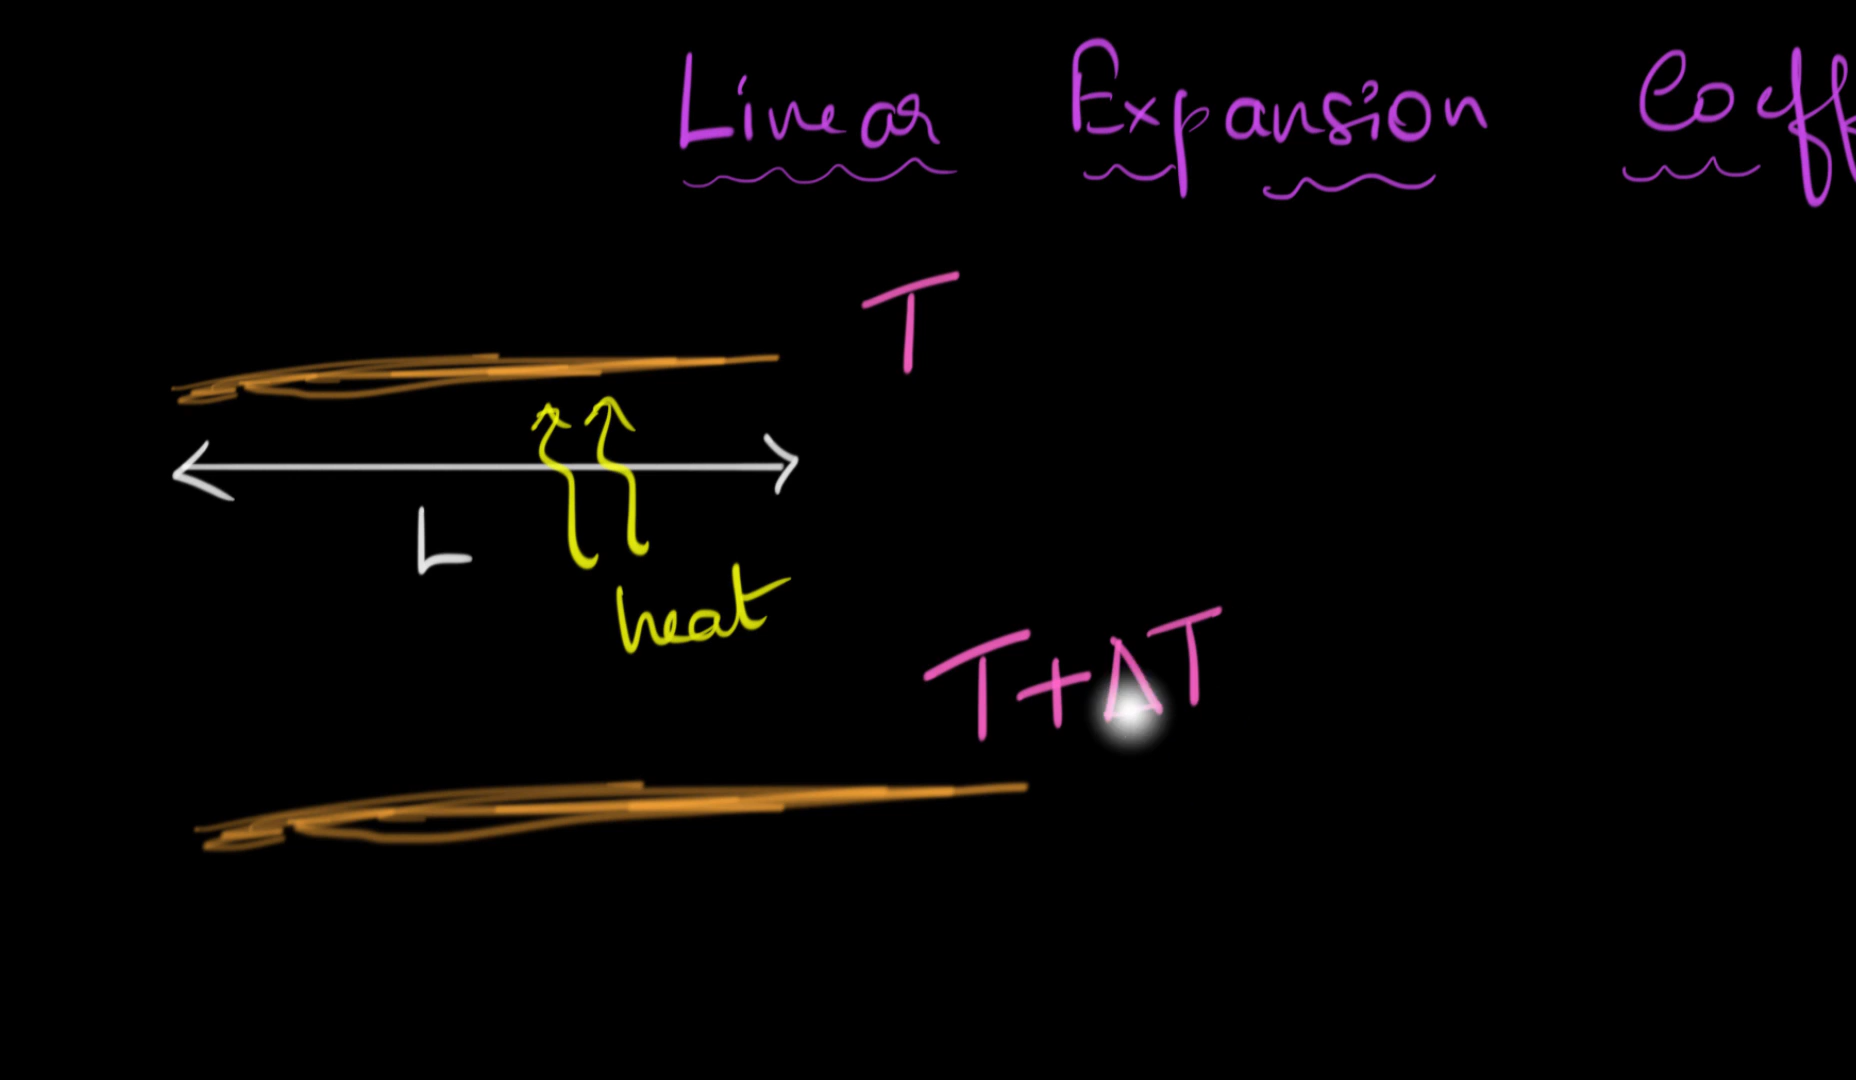 Linear Expansion Coeff
T
L
heat
T+ΔT